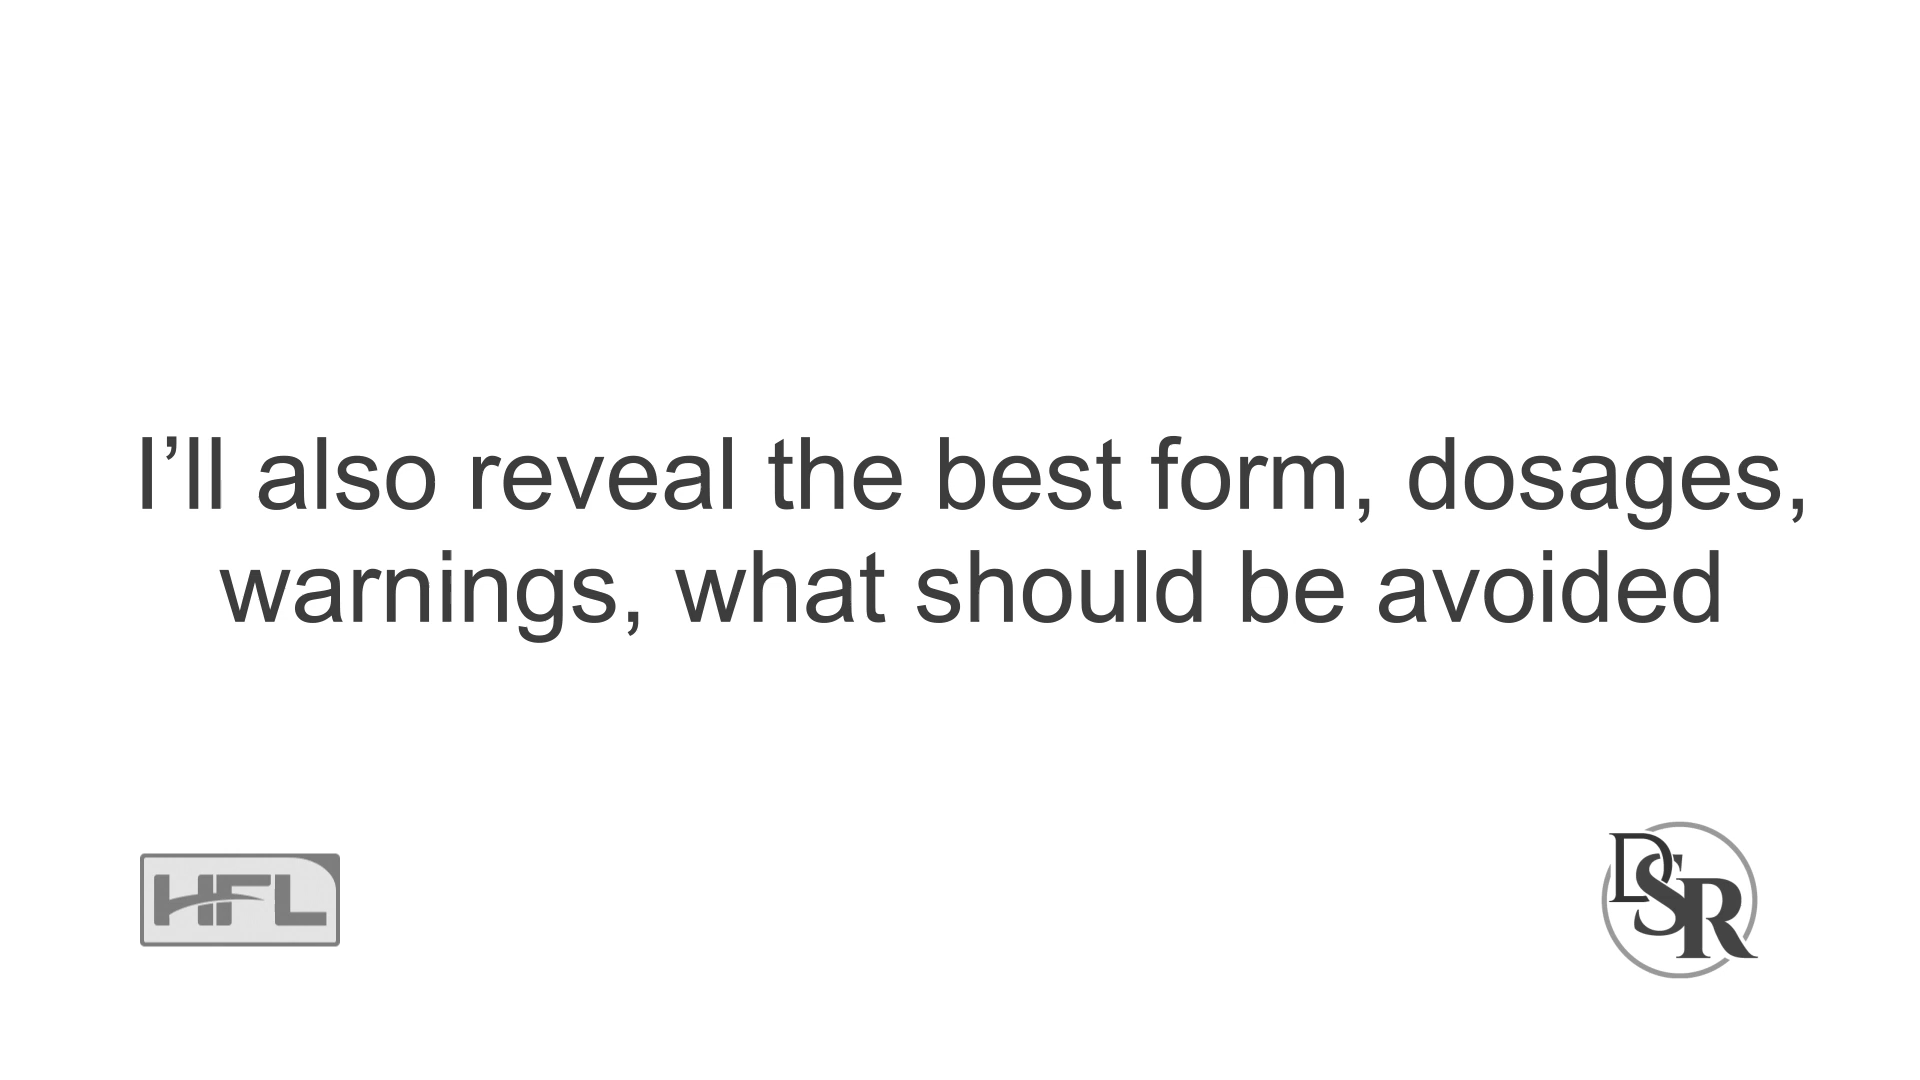 I’ll also reveal the best form, dosages,
warnings, what should be avoided
HFL
DSR